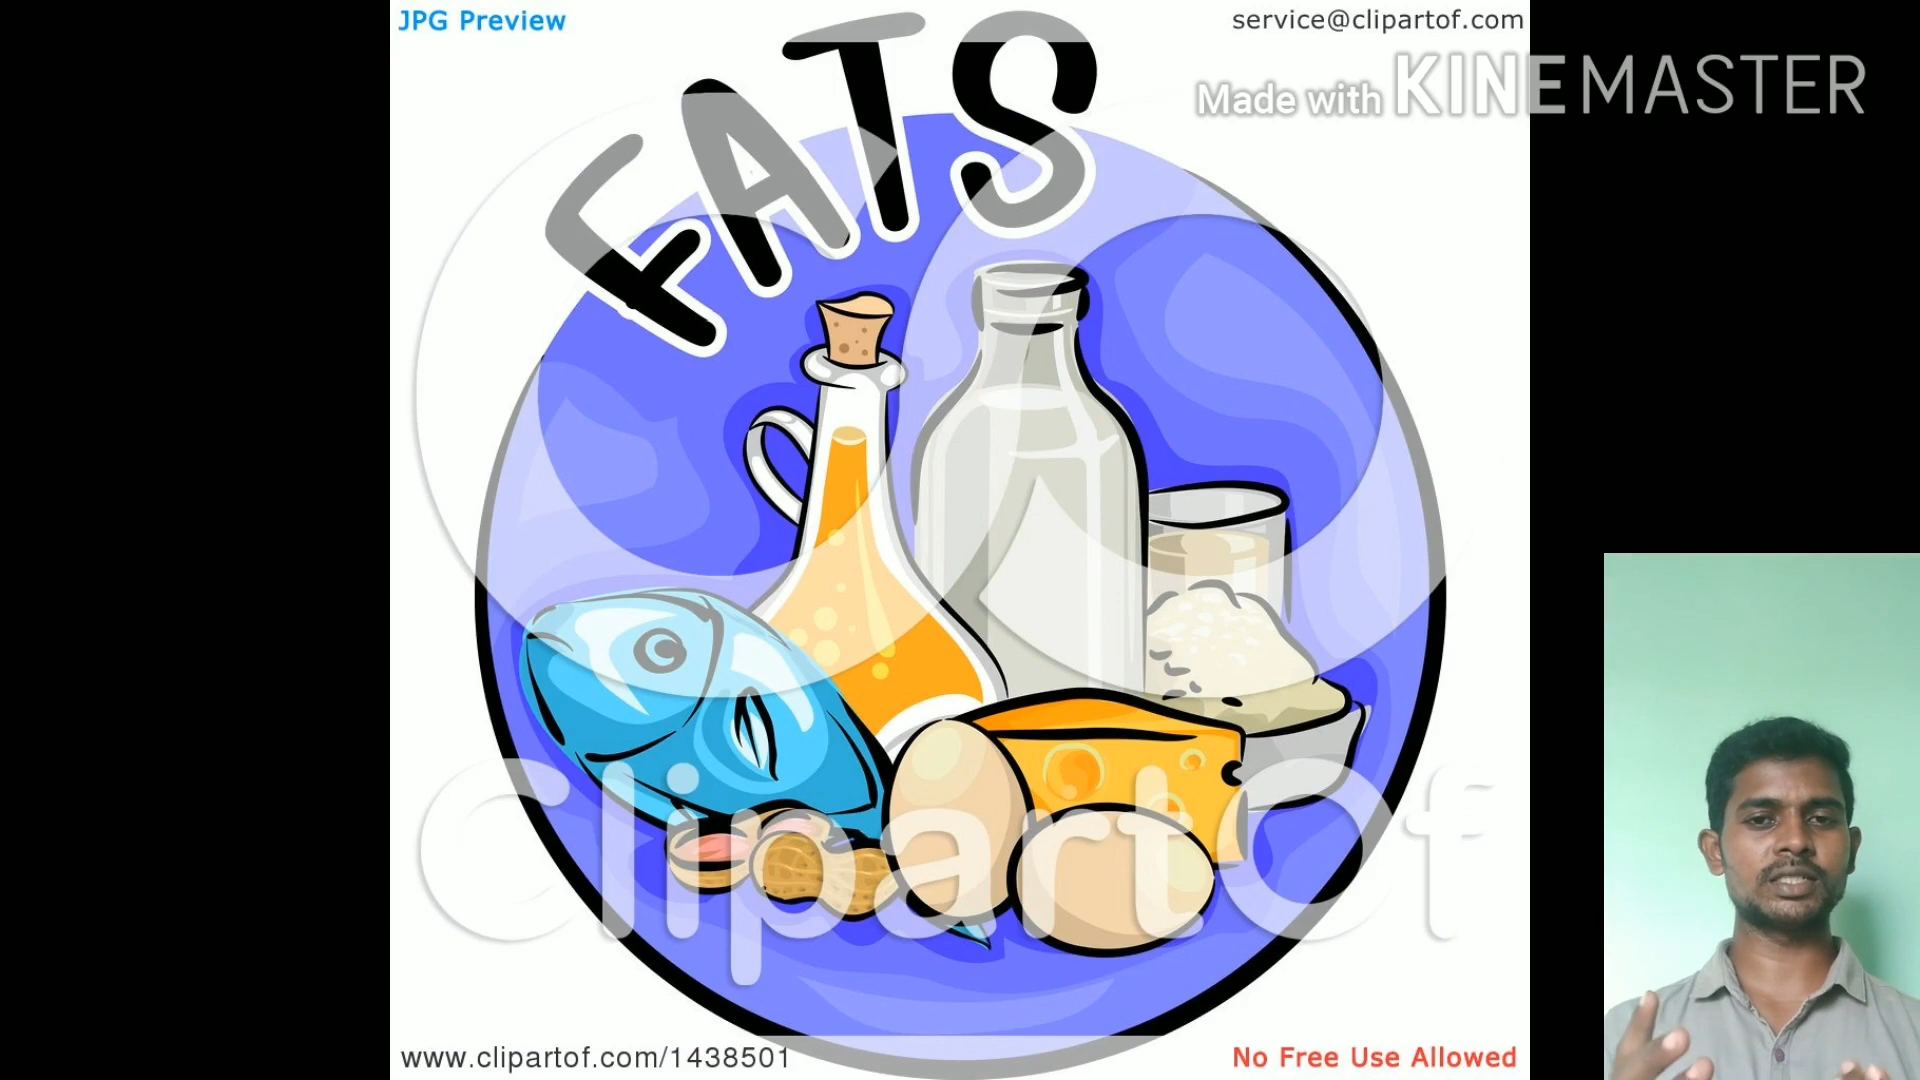 JPG Preview
service@clipartof.com
Made with KINEMASTER
FATS
ClipartOf
www.clipartof.com/1438501
No Free Use Allowed